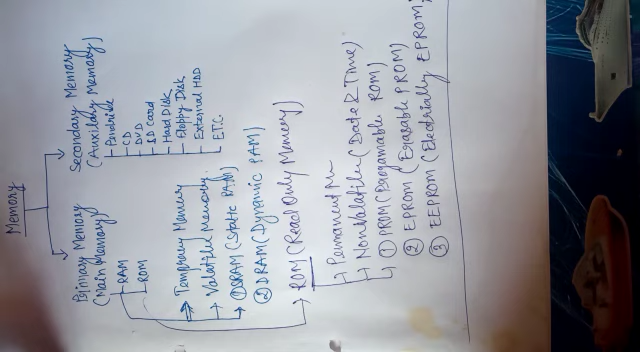 Memory
Primary Memory
(Main Memory)
RAM
ROM
Secondary Memory
(Auxilary Memory)
Pendrive
CD
DVD
SD Card
Hard Disk
Floppy Disk
External HDD
ETC
Temporary Memory
Volatile Memory
① SRAM (Static RAM)
② DRAM (Dynamic RAM)
ROM (Read Only Memory)
Permanent
Non Volatile (Date & Time)
① PROM (Programable ROM)
② EPROM (Erasable PROM)
③ EEPROM (Electrially EPROM)